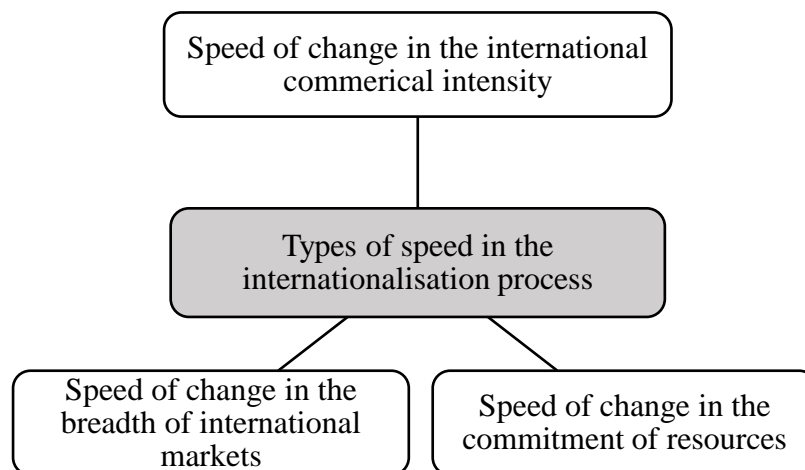 Speed of change in the international
commerical intensity
Types of speed in the
internationalisation process
Speed of change in the
breadth of international
markets
Speed of change in the
commitment of resources